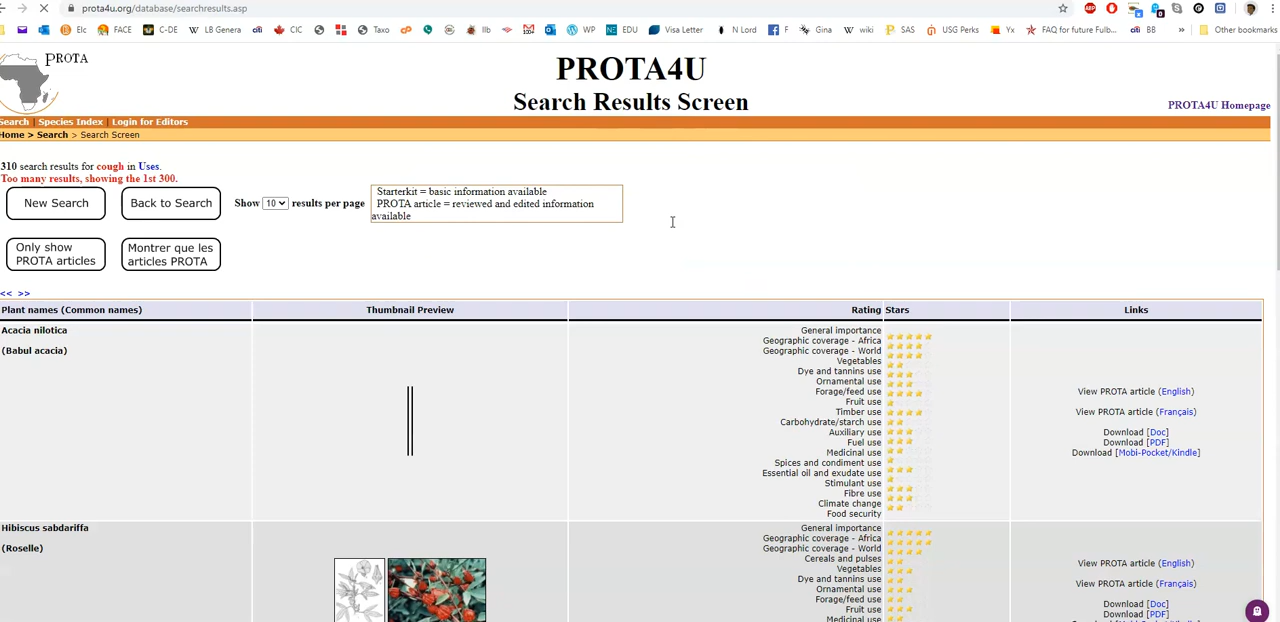 prota4u.org/database/searchresults.asp
Elc FACE C-DE LB Genera CIC Taxo IIb WP EDU Visa Letter N Lord F Gina wiki SAS USG Perks Yx FAQ for future Fulb... BB » Other bookmarks
PROTA
PROTA4U
Search Results Screen
PROTA4U Homepage
Search | Species Index | Login for Editors
Home > Search > Search Screen
310 search results for cough in Uses.
Too many results, showing the 1st 300.
New Search
Back to Search
Show 10 results per page
Starterkit = basic information available
PROTA article = reviewed and edited information
available
Only show
PROTA articles
Montrer que les
articles PROTA
<< >>
Plant names (Common names) Thumbnail Preview Rating Stars Links
Acacia nilotica
(Babul acacia)
General importance
Geographic coverage - Africa
Geographic coverage - World
Vegetables
Dye and tannins use
Ornamental use
Forage/feed use
Fruit use
Timber use
Carbohydrate/starch use
Auxiliary use
Fuel use
Medicinal use
Spices and condiment use
Essential oil and exudate use
Stimulant use
Fibre use
Climate change
Food security
View PROTA article (English)
View PROTA article (Français)
Download [Doc]
Download [PDF]
Download [Mobi-Pocket/Kindle]
Hibiscus sabdariffa
(Roselle)
General importance
Geographic coverage - Africa
Geographic coverage - World
Cereals and pulses
Vegetables
Dye and tannins use
Ornamental use
Forage/feed use
Fruit use
Medicinal use
View PROTA article (English)
View PROTA article (Français)
Download [Doc]
Download [PDF]